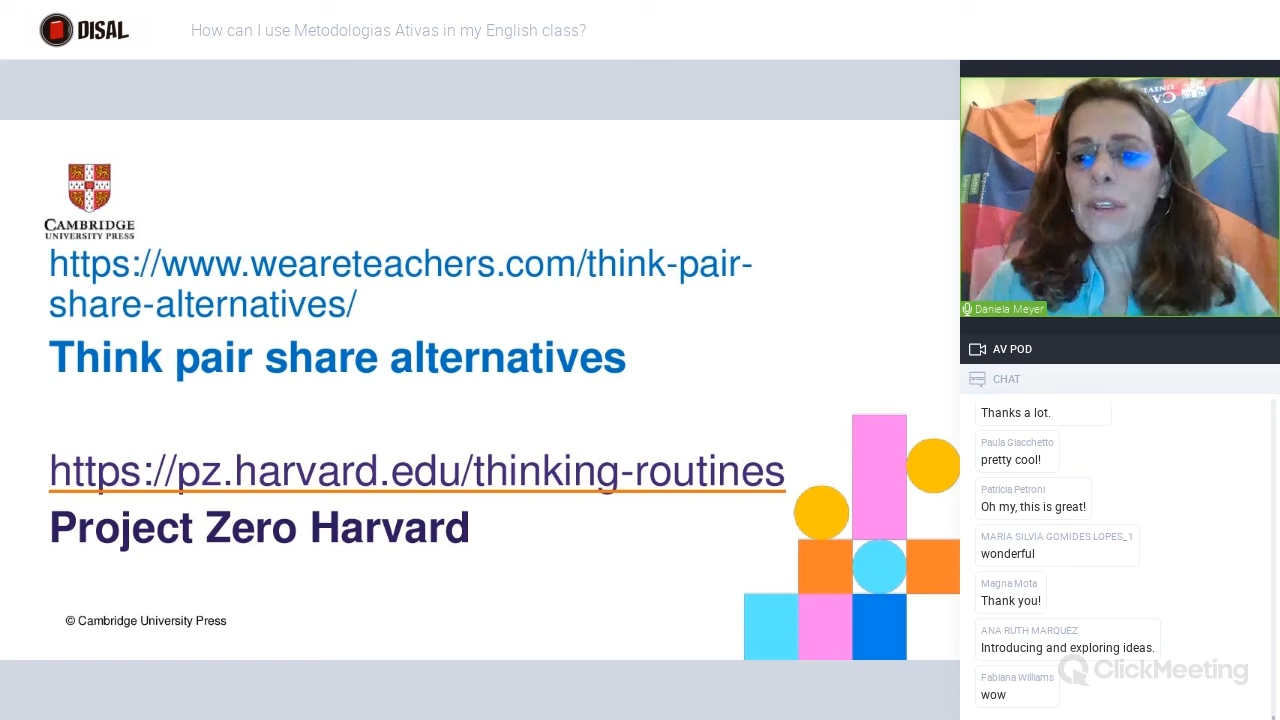 DISAL
How can I use Metodologias Ativas in my English class?
CAMBRIDGE
UNIVERSITY PRESS
https://www.weareteachers.com/think-pair-
share-alternatives/
Think pair share alternatives
https://pz.harvard.edu/thinking-routines
Project Zero Harvard
© Cambridge University Press
Daniela Meyer
AV POD
CHAT
Thanks a lot.
Paula Giacchetto
pretty cool!
Patricia Petroni
Oh my, this is great!
MARIA SILVIA GOMIDES LOPES_1
wonderful
Magna Mota
Thank you!
ANA RUTH MARQUEZ
Introducing and exploring ideas.
Fabiana Williams
wow
ClickMeeting